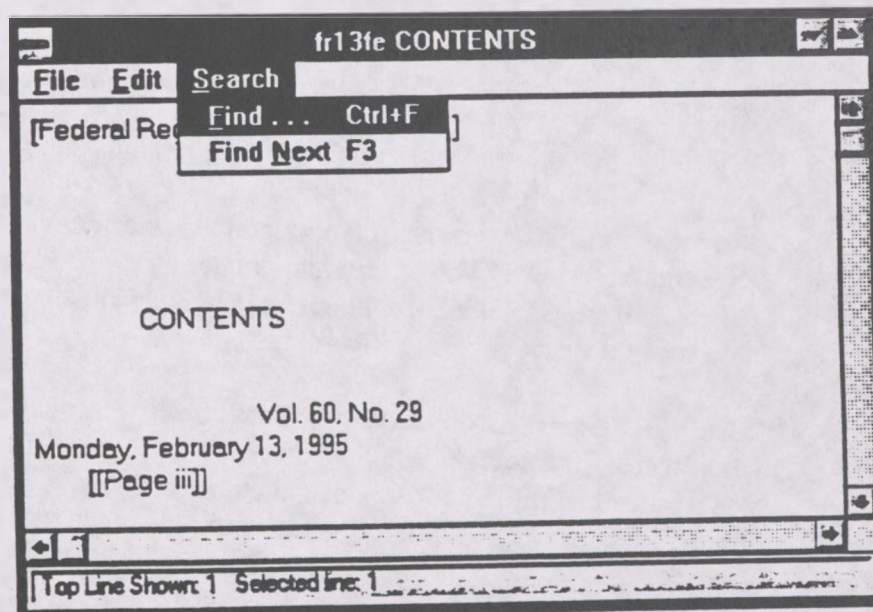 fr13fe CONTENTS
File Edit Search
Find . . . Ctrl+F
[Federal Reg ]
Find Next F3
CONTENTS
Vol. 60, No. 29
Monday, February 13, 1995
[[Page iii]]
Top Line Shown: 1 Selected line: 1